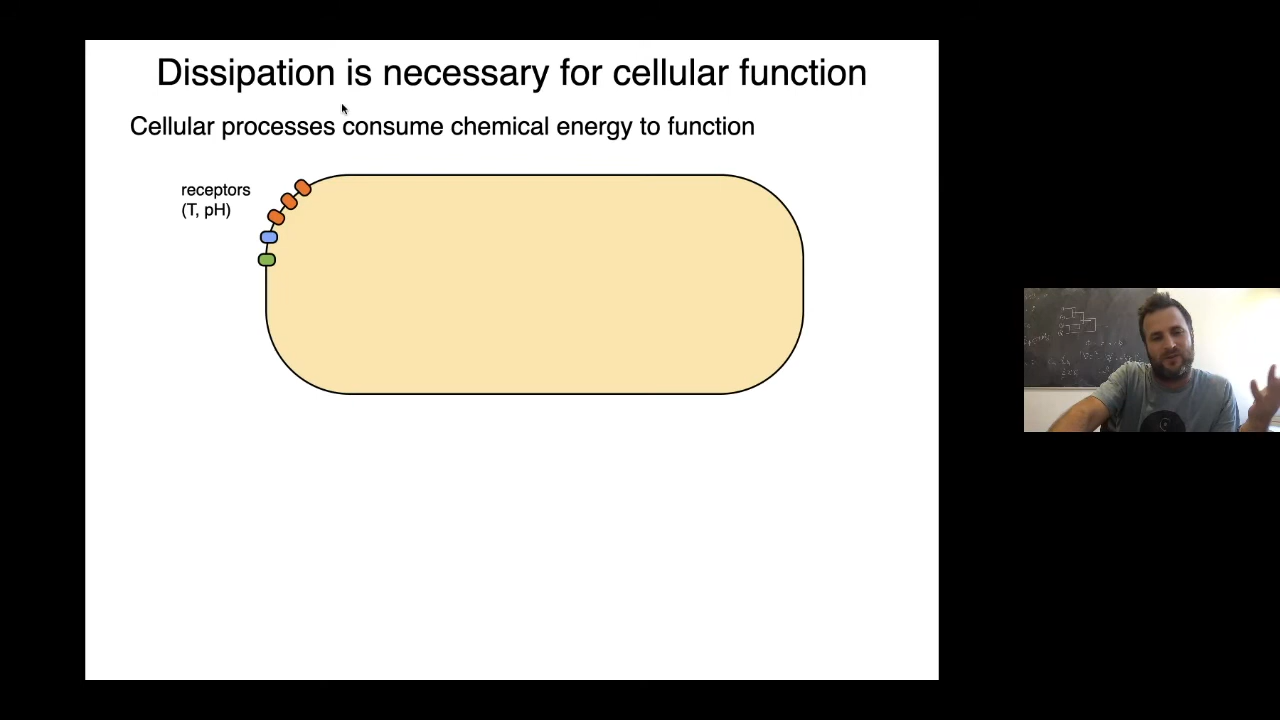 Dissipation is necessary for cellular function
Cellular processes consume chemical energy to function
receptors
(T, pH)